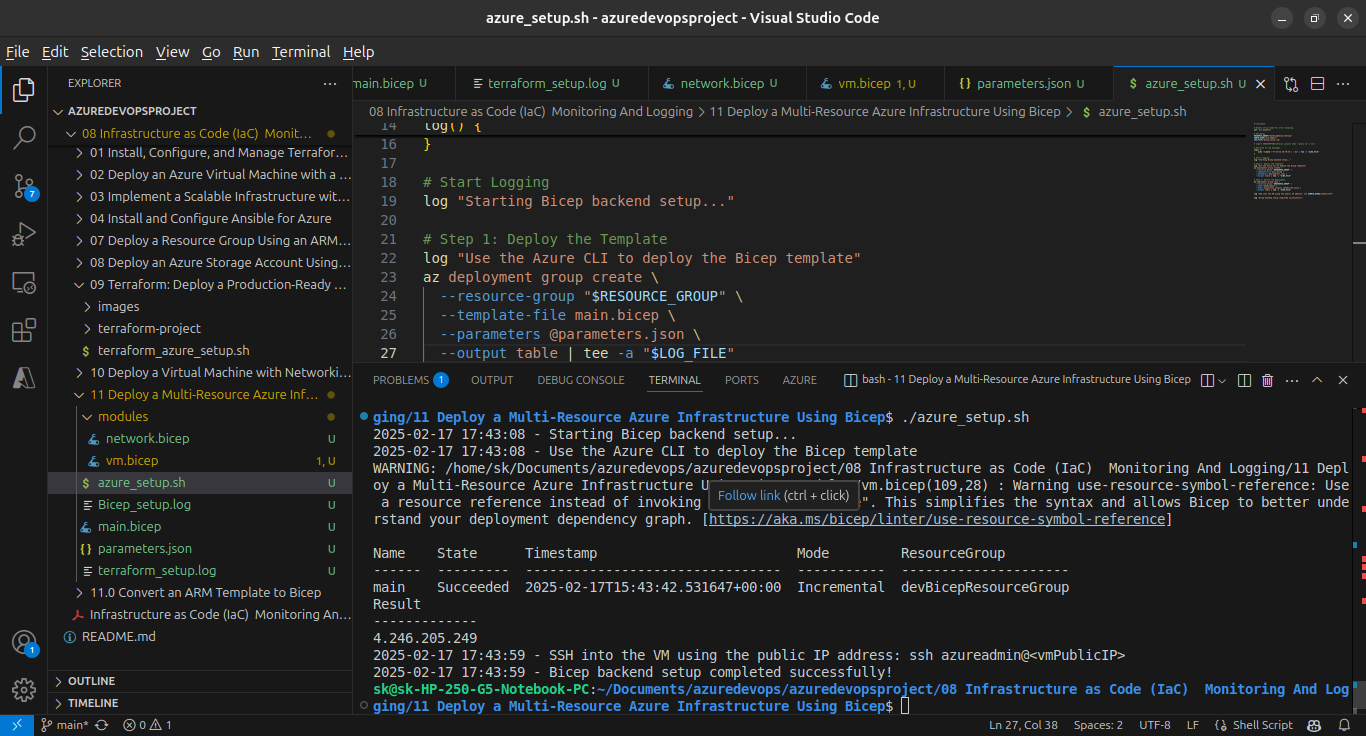 azure_setup.sh - azuredevopsproject - Visual Studio Code
File Edit Selection View Go Run Terminal Help
EXPLORER
AZUREDEVOPSPROJECT
08 Infrastructure as Code (IaC) Monit...
01 Install, Configure, and Manage Terrafor...
02 Deploy an Azure Virtual Machine with a ...
03 Implement a Scalable Infrastructure wit...
04 Install and Configure Ansible for Azure
07 Deploy a Resource Group Using an ARM...
08 Deploy an Azure Storage Account Using...
09 Terraform: Deploy a Production-Ready ...
images
terraform-project
$ terraform_azure_setup.sh
10 Deploy a Virtual Machine with Networki...
11 Deploy a Multi-Resource Azure Inf...
modules
network.bicep U
vm.bicep 1, U
$ azure_setup.sh U
Bicep_setup.log U
main.bicep U
{} parameters.json U
terraform_setup.log U
11.0 Convert an ARM Template to Bicep
Infrastructure as Code (IaC) Monitoring An...
README.md
OUTLINE
TIMELINE
7
1
main.bicep U
terraform_setup.log U
network.bicep U
vm.bicep 1, U
{} parameters.json U
$ azure_setup.sh U
08 Infrastructure as Code (IaC) Monitoring And Logging > 11 Deploy a Multi-Resource Azure Infrastructure Using Bicep > $ azure_setup.sh
14 log() {
16 }
17
18 # Start Logging
19 log "Starting Bicep backend setup..."
20
21 # Step 1: Deploy the Template
22 log "Use the Azure CLI to deploy the Bicep template"
23 az deployment group create \
24 --resource-group "$RESOURCE_GROUP" \
25 --template-file main.bicep \
26 --parameters @parameters.json \
27 --output table | tee -a "$LOG_FILE"
PROBLEMS 1 OUTPUT DEBUG CONSOLE TERMINAL PORTS AZURE
bash - 11 Deploy a Multi-Resource Azure Infrastructure Using Bicep
ging/11 Deploy a Multi-Resource Azure Infrastructure Using Bicep$ ./azure_setup.sh
2025-02-17 17:43:08 - Starting Bicep backend setup...
2025-02-17 17:43:08 - Use the Azure CLI to deploy the Bicep template
WARNING: /home/sk/Documents/azuredevops/azuredevopsproject/08 Infrastructure as Code (IaC)  Monitoring And Logging/11 Depl
oy a Multi-Resource Azure Infrastructure /vm.bicep(109,28) : Warning use-resource-symbol-reference: Use
a resource reference instead of invoking ". This simplifies the syntax and allows Bicep to better unde
rstand your deployment dependency graph. [https://aka.ms/bicep/linter/use-resource-symbol-reference]
Follow link (ctrl + click)
Name State Timestamp Mode ResourceGroup
------ --------- -------------------------------- ----------- --------------------
main Succeeded 2025-02-17T15:43:42.531647+00:00 Incremental devBicepResourceGroup
Result
-------------
4.246.205.249
2025-02-17 17:43:59 - SSH into the VM using the public IP address: ssh azureadmin@<vmPublicIP>
2025-02-17 17:43:59 - Bicep backend setup completed successfully!
sk@sk-HP-250-G5-Notebook-PC:~/Documents/azuredevops/azuredevopsproject/08 Infrastructure as Code (IaC)  Monitoring And Log
ging/11 Deploy a Multi-Resource Azure Infrastructure Using Bicep$
main* 0 1
Ln 27, Col 38 Spaces: 2 UTF-8 LF Shell Script